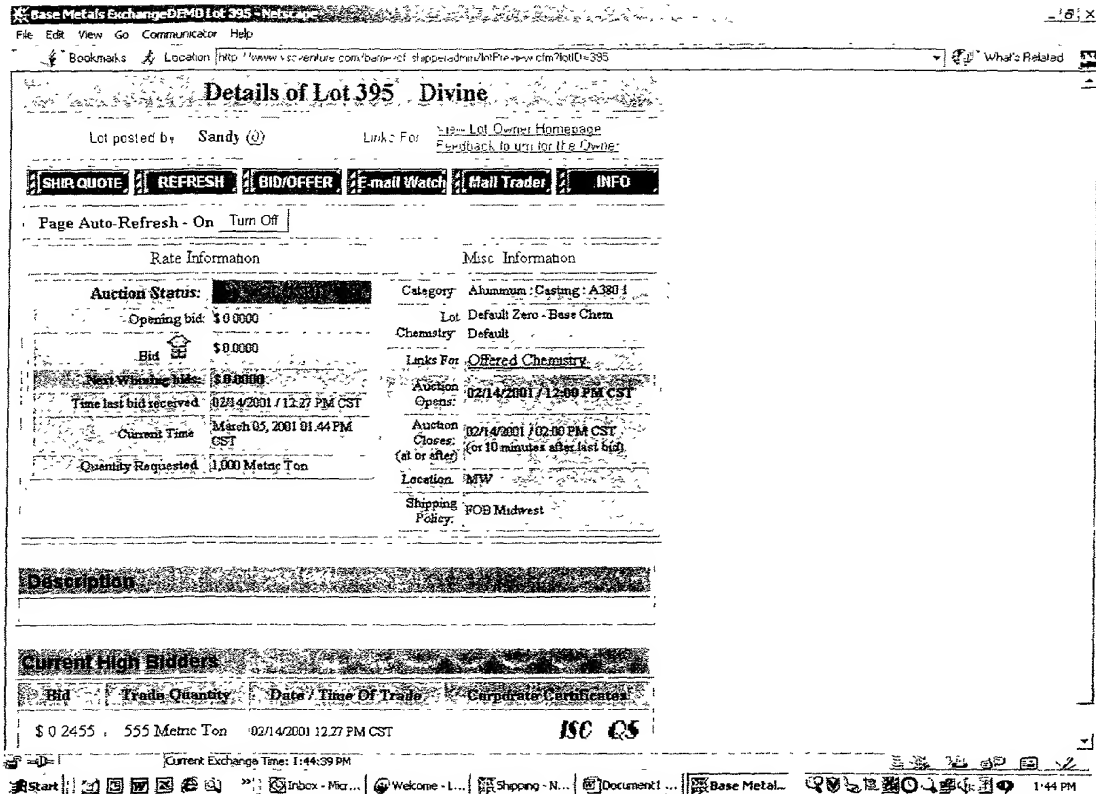 Base Metals Exchange DEMO Lot 395 - Netscape
File Edit View Go Communicator Help
Bookmarks Location What's Related
Details of Lot 395 Divine
Lot posted by Sandy (0) Links For View Lot Owner Homepage
Feedback for the Owner
SHIP. QUOTE REFRESH BID/OFFER E-mail Watch Mail Trader INFO
Page Auto-Refresh - On Turn Off
Rate Information
Auction Status:
Opening bid: $ 0.0000
Bid $ 0.0000
Next Winning bids: $ 0.0000
Time last bid received 02/14/2001 / 12:27 PM CST
Current Time March 05, 2001 01:44 PM
CST
Quantity Requested 1,000 Metric Ton
Misc Information
Category Aluminum : Casting : A380 1
Lot Chemistry Default Zero - Base Chem
Default
Links For Offered Chemistry
Auction Opens: 02/14/2001 / 12:00 PM CST
Auction Closes: (at or after) 02/14/2001 / 02:00 PM CST
(or 10 minutes after last bid)
Location MW
Shipping Policy: FOB Midwest
Description
Current High Bidders
Bid Trade Quantity Date / Time Of Trade Corporate Certificates
$ 0 2455 555 Metric Ton 02/14/2001 12.27 PM CST ISO QS
Current Exchange Time: 1:44:39 PM
Start Inbox - Micr... Welcome - L... Shipping - N... Document1 ... Base Metal... 1:44 PM